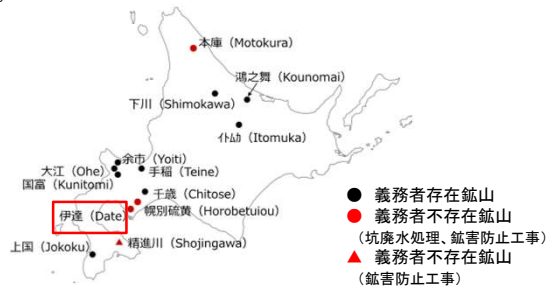 本庫（Motokura）
鴻之舞（Kounomai）
下川（Shimokawa）
イトムカ（Itomuka）
余市（Yoiti）
大江（Ohe）
手稲（Teine）
国富（Kunitomi）
千歳（Chitose）
伊達（Date）
幌別硫黄（Horobetuiou）
上国（Jokoku）
精進川（Shojingawa）
● 義務者存在鉱山
● 義務者不存在鉱山
（坑廃水処理、鉱害防止工事）
▲ 義務者不存在鉱山
（鉱害防止工事）